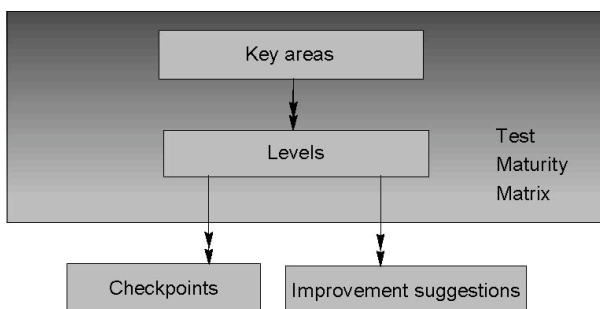 Key areas
Levels
Test
Maturity
Matrix
Checkpoints
Improvement suggestions